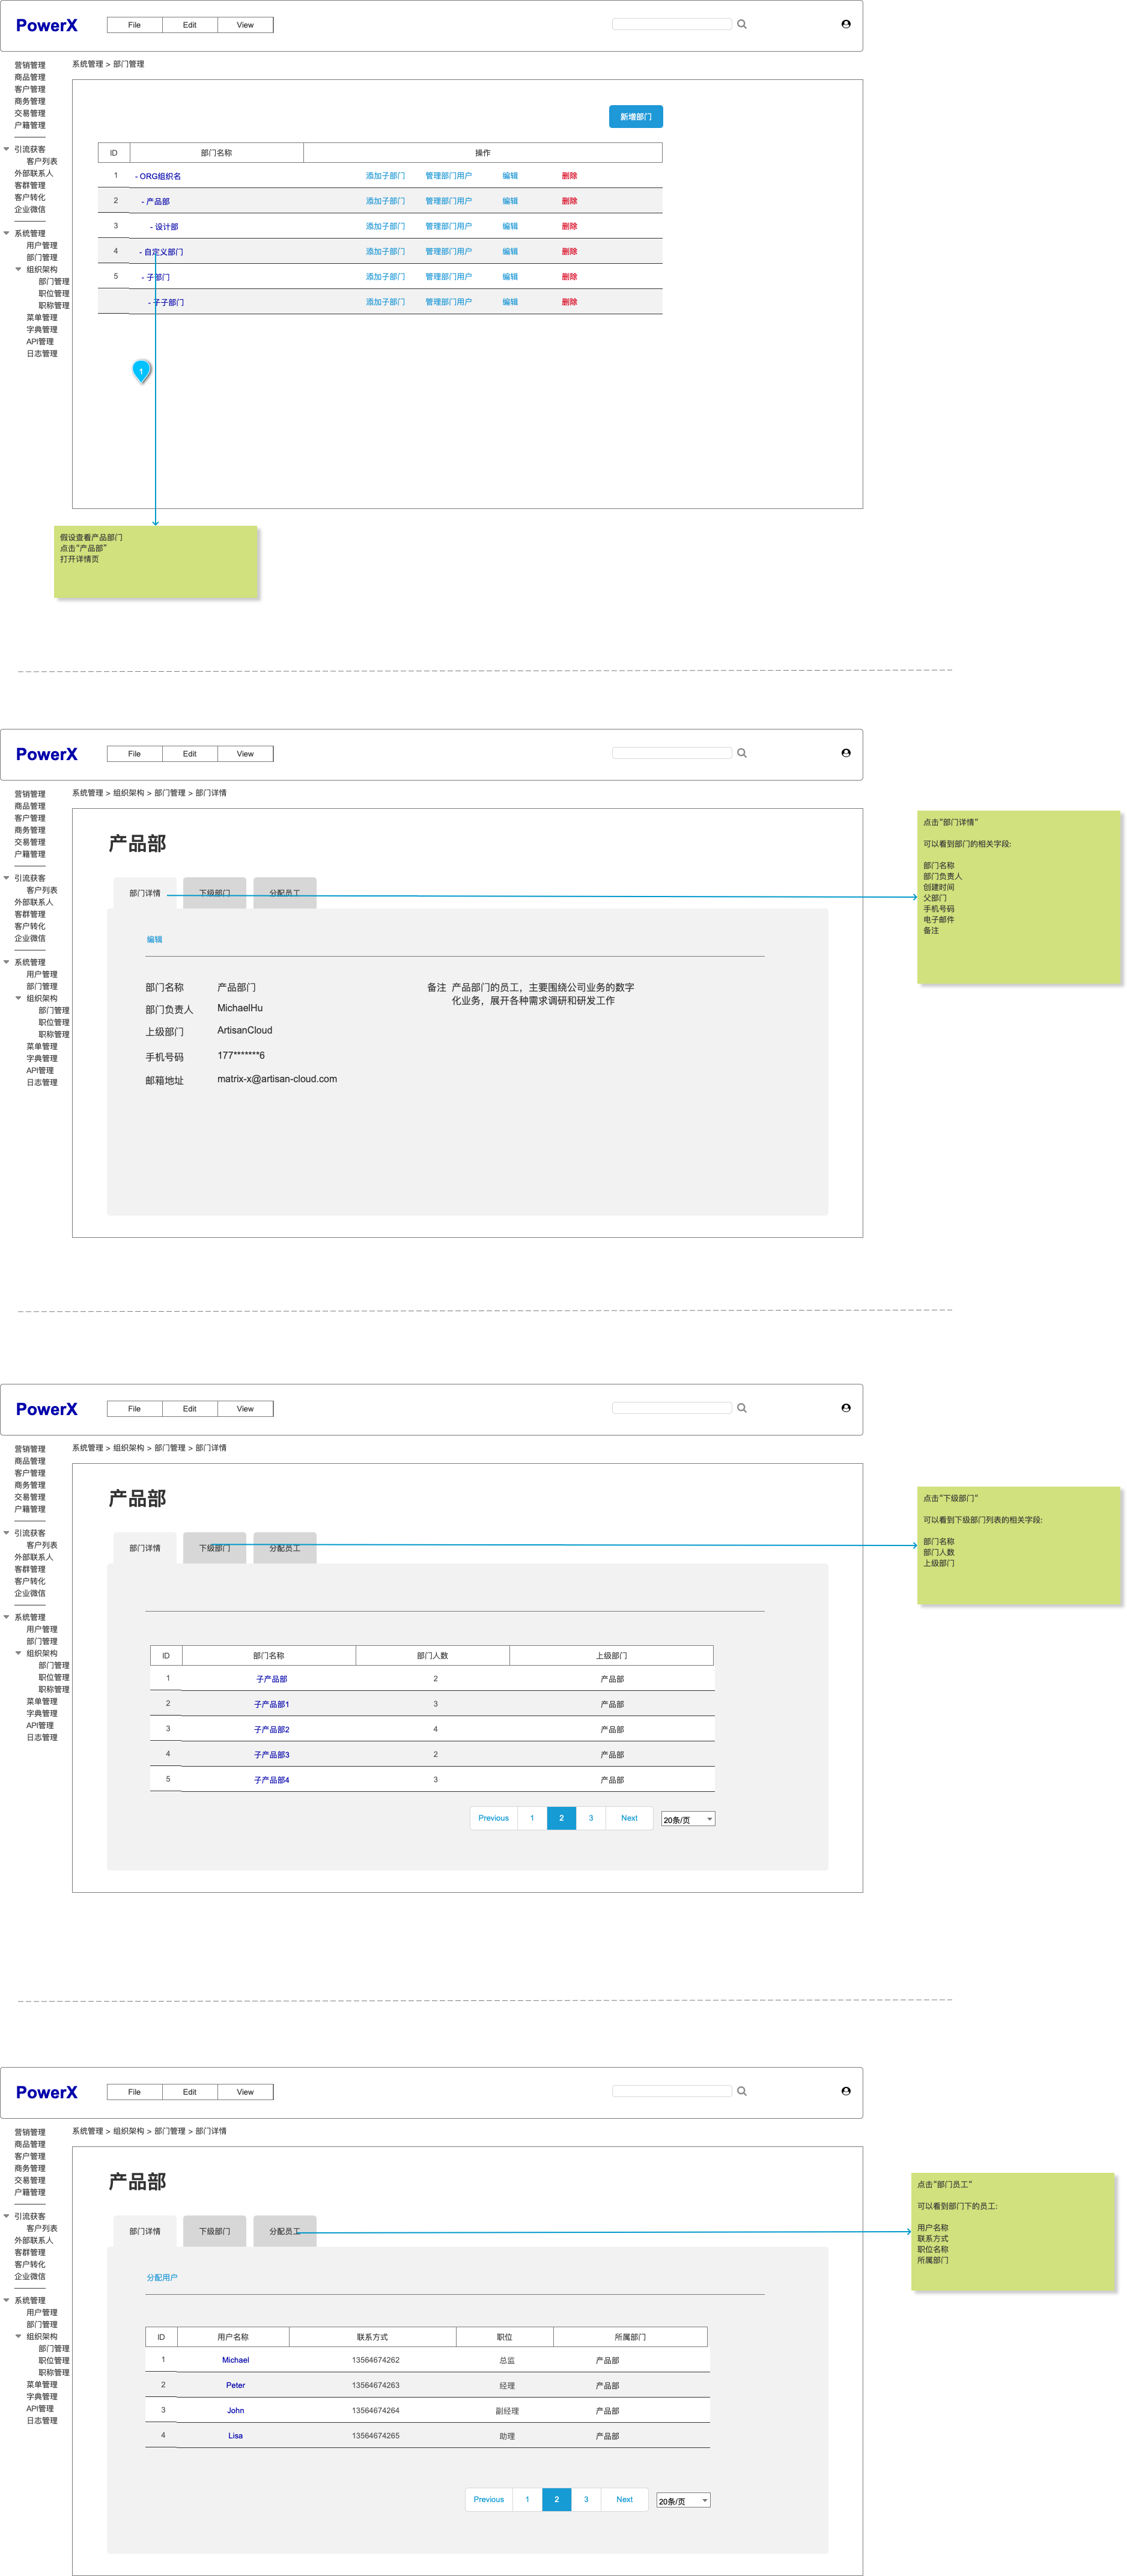 PowerX File Edit View
系统管理 > 部门管理
营销管理
商品管理
客户管理
商务管理
交易管理
户籍管理
引流获客
客户列表
外部联系人
客群管理
客户转化
企业微信
系统管理
用户管理
部门管理
组织架构
部门管理
职位管理
职称管理
菜单管理
字典管理
API管理
日志管理
新增部门
ID 部门名称 操作
1 - ORG组织名 添加子部门 管理部门用户 编辑 删除
2 - 产品部 添加子部门 管理部门用户 编辑 删除
3 - 设计部 添加子部门 管理部门用户 编辑 删除
4 - 自定义部门 添加子部门 管理部门用户 编辑 删除
5 - 子部门 添加子部门 管理部门用户 编辑 删除
- 子子部门 添加子部门 管理部门用户 编辑 删除
1
假设查看产品部门
点击“产品部”
打开详情页
PowerX File Edit View
系统管理 > 组织架构 > 部门管理 > 部门详情
营销管理
商品管理
客户管理
商务管理
交易管理
户籍管理
引流获客
客户列表
外部联系人
客群管理
客户转化
企业微信
系统管理
用户管理
部门管理
组织架构
部门管理
职位管理
职称管理
菜单管理
字典管理
API管理
日志管理
产品部
部门详情 下级部门 分配员工
编辑
部门名称 产品部门
部门负责人 MichaelHu
上级部门 ArtisanCloud
手机号码 177*******6
邮箱地址 matrix-x@artisan-cloud.com
备注 产品部门的员工，主要围绕公司业务的数字
化业务，展开各种需求调研和研发工作
点击“部门详情“
可以看到部门的相关字段:
部门名称
部门负责人
创建时间
父部门
手机号码
电子邮件
备注
PowerX File Edit View
系统管理 > 组织架构 > 部门管理 > 部门详情
营销管理
商品管理
客户管理
商务管理
交易管理
户籍管理
引流获客
客户列表
外部联系人
客群管理
客户转化
企业微信
系统管理
用户管理
部门管理
组织架构
部门管理
职位管理
职称管理
菜单管理
字典管理
API管理
日志管理
产品部
部门详情 下级部门 分配员工
ID 部门名称 部门人数 上级部门
1 子产品部 2 产品部
2 子产品部1 3 产品部
3 子产品部2 4 产品部
4 子产品部3 2 产品部
5 子产品部4 3 产品部
Previous 1 2 3 Next 20条/页
点击“下级部门“
可以看到下级部门列表的相关字段:
部门名称
部门人数
上级部门
PowerX File Edit View
系统管理 > 组织架构 > 部门管理 > 部门详情
营销管理
商品管理
客户管理
商务管理
交易管理
户籍管理
引流获客
客户列表
外部联系人
客群管理
客户转化
企业微信
系统管理
用户管理
部门管理
组织架构
部门管理
职位管理
职称管理
菜单管理
字典管理
API管理
日志管理
产品部
部门详情 下级部门 分配员工
分配用户
ID 用户名称 联系方式 职位 所属部门
1 Michael 13564674262 总监 产品部
2 Peter 13564674263 经理 产品部
3 John 13564674264 副经理 产品部
4 Lisa 13564674265 助理 产品部
Previous 1 2 3 Next 20条/页
点击“部门员工“
可以看到部门下的员工:
用户名称
联系方式
职位名称
所属部门